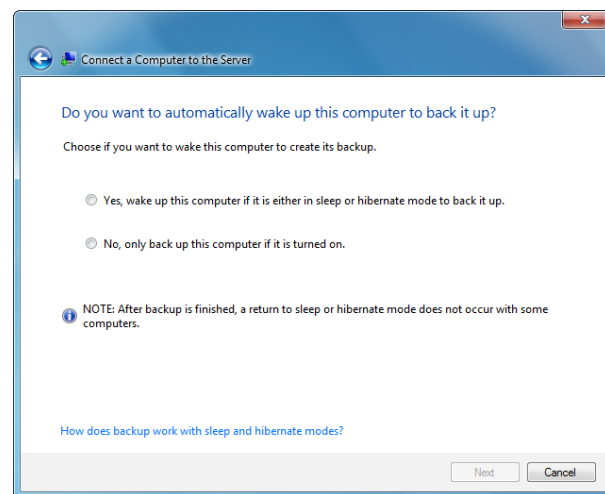 Connect a Computer to the Server
Do you want to automatically wake up this computer to back it up?
Choose if you want to wake this computer to create its backup.
Yes, wake up this computer if it is either in sleep or hibernate mode to back it up.
No, only back up this computer if it is turned on.
NOTE: After backup is finished, a return to sleep or hibernate mode does not occur with some
computers.
How does backup work with sleep and hibernate modes?
Next Cancel